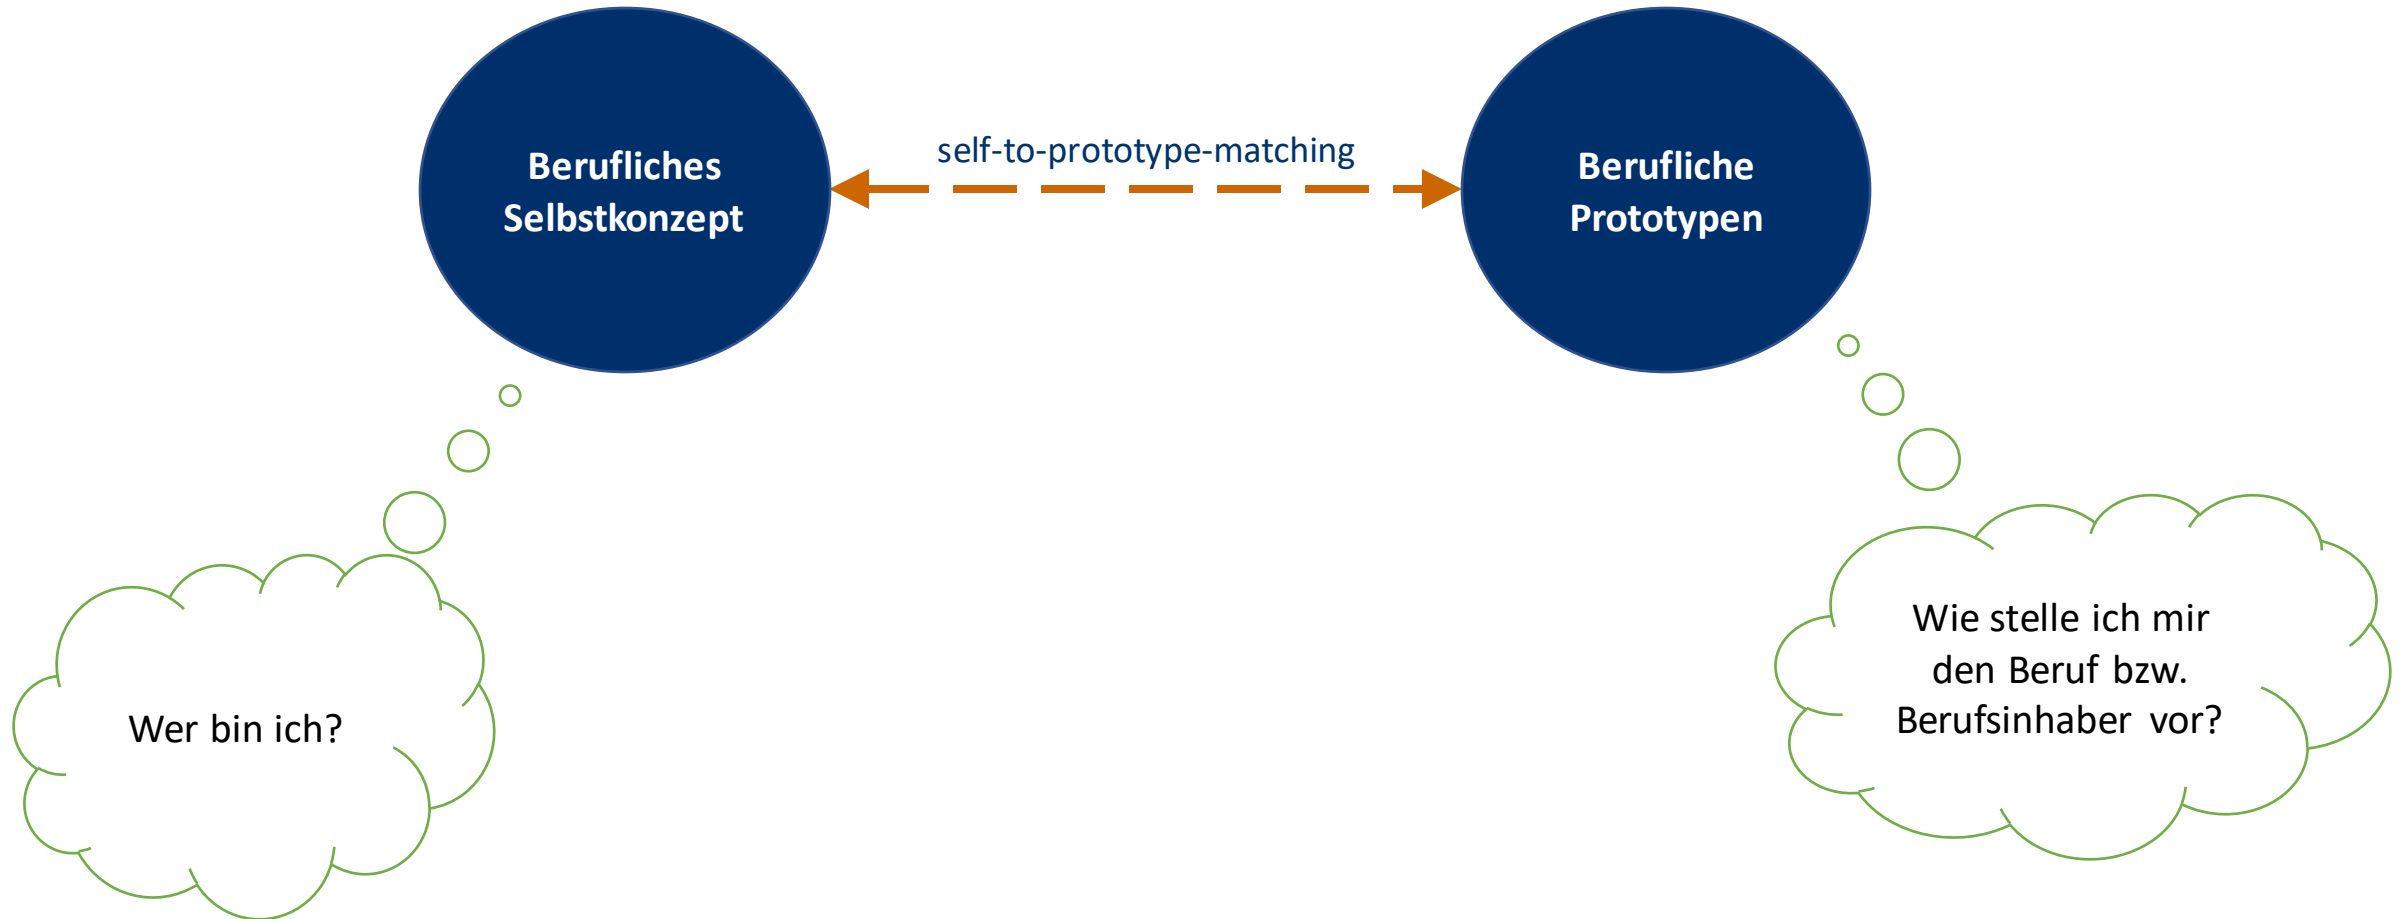 Berufliches
Selbstkonzept
self-to-prototype-matching
Berufliche
Prototypen
Wer bin ich?
Wie stelle ich mir
den Beruf bzw.
Berufsinhaber vor?